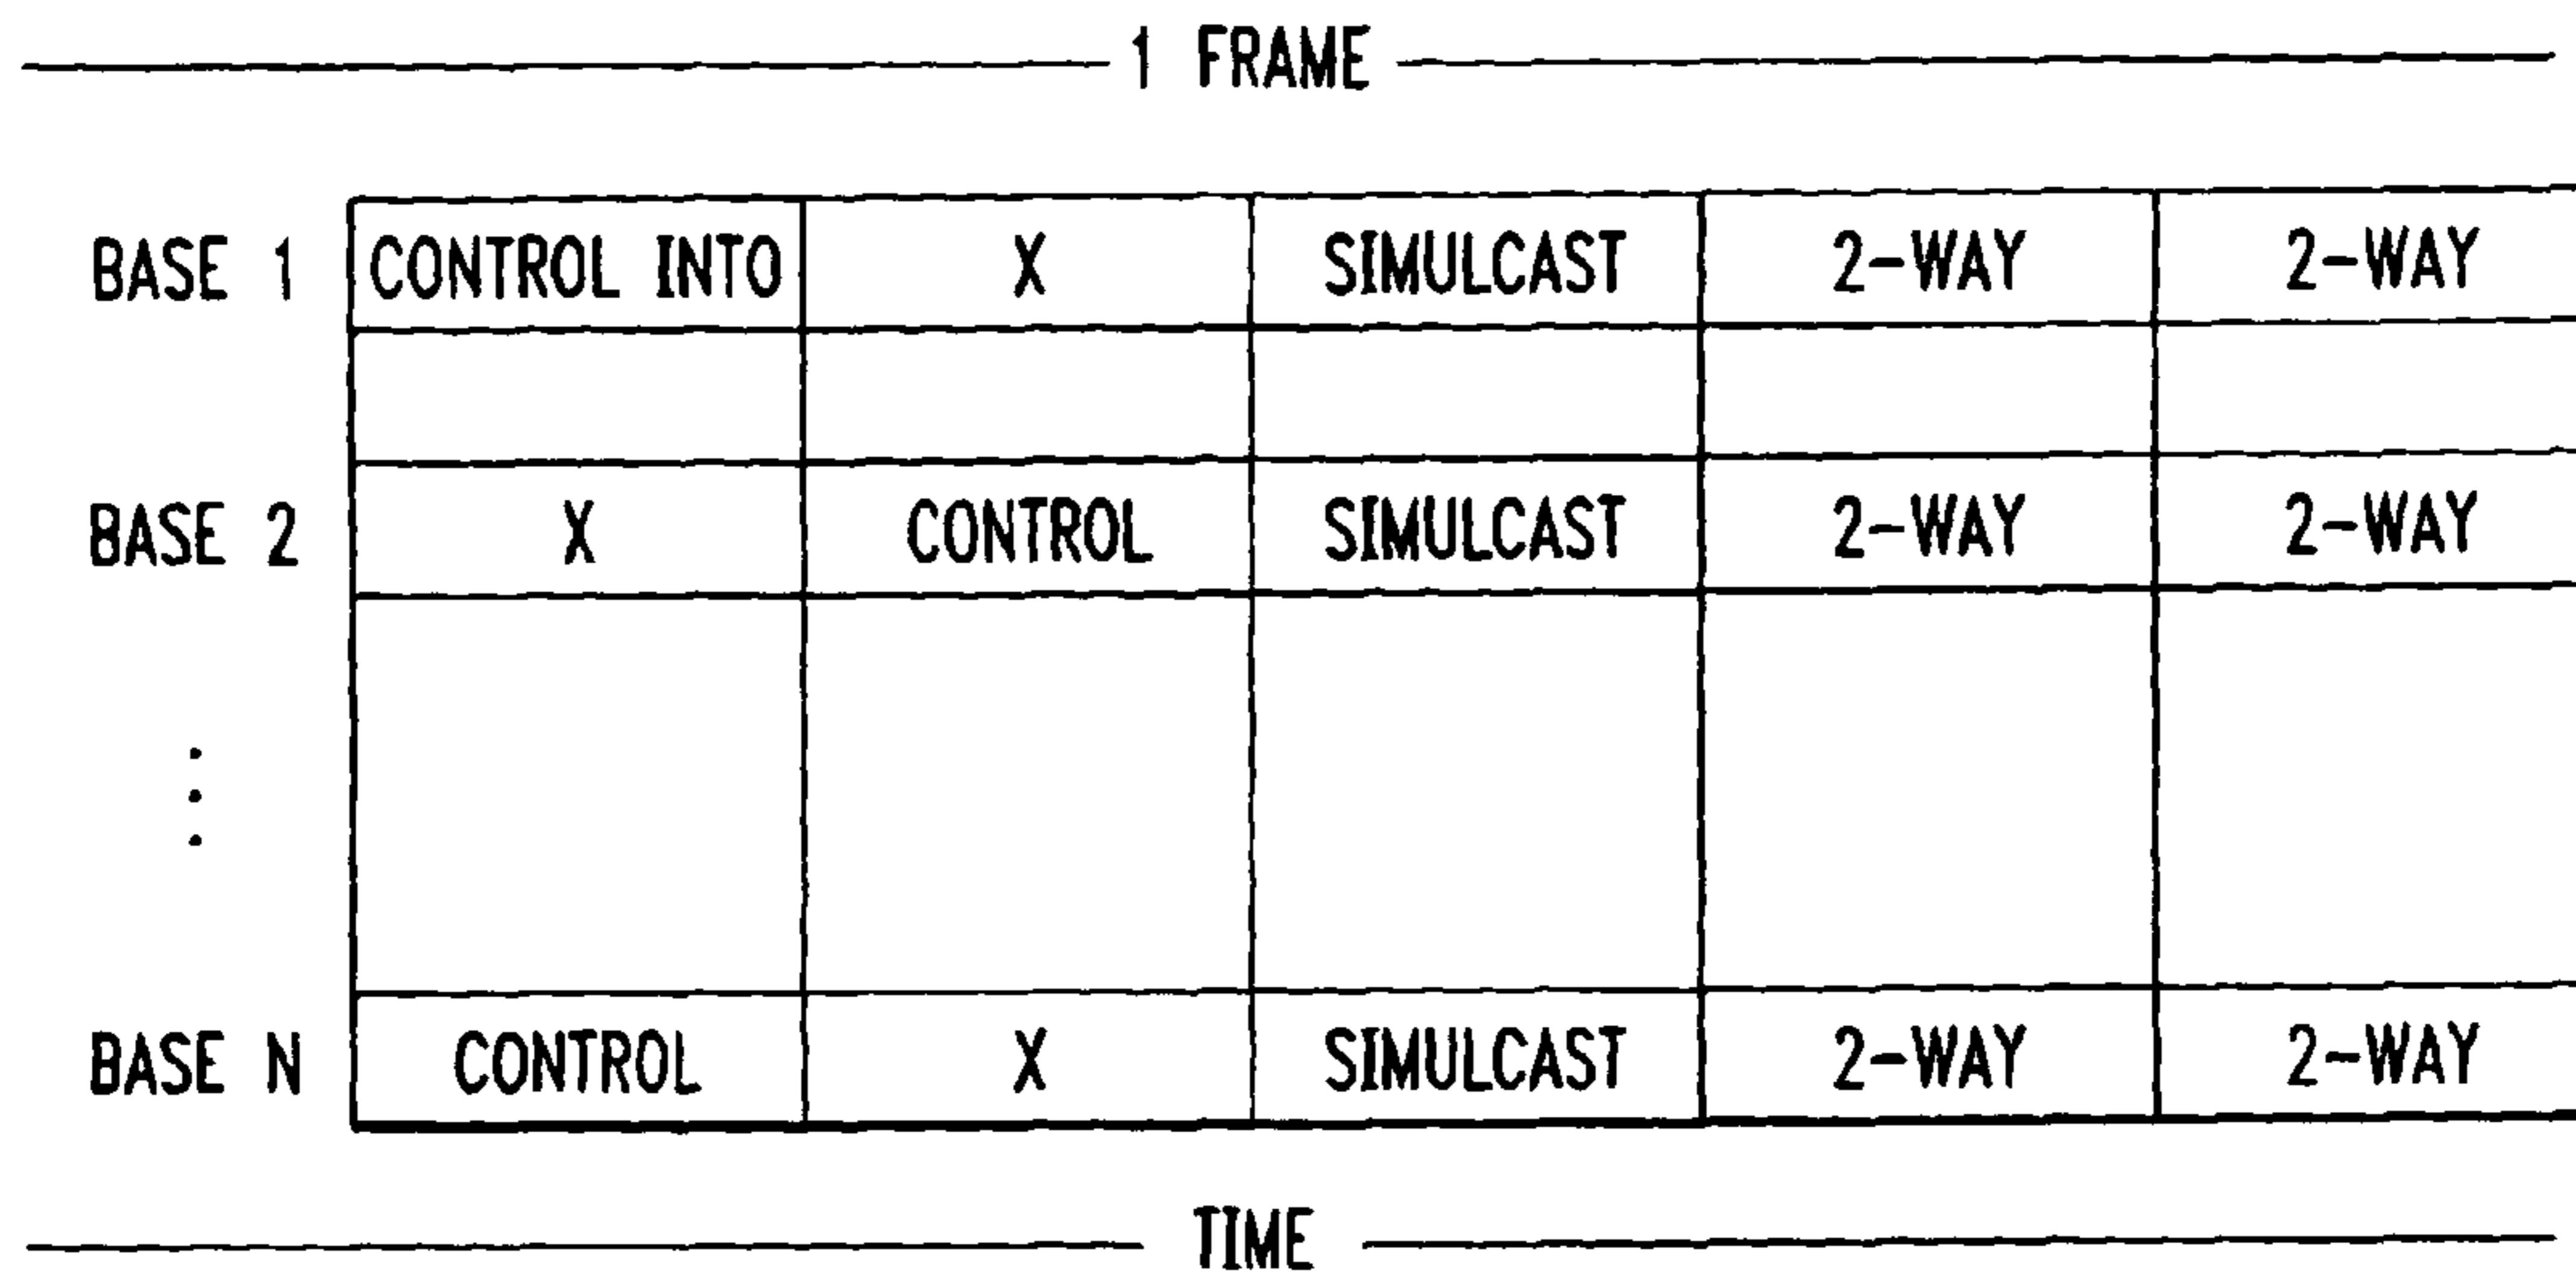 1 FRAME
BASE 1 CONTROL INTO X SIMULCAST 2-WAY 2-WAY
BASE 2 X CONTROL SIMULCAST 2-WAY 2-WAY
BASE N CONTROL X SIMULCAST 2-WAY 2-WAY
TIME